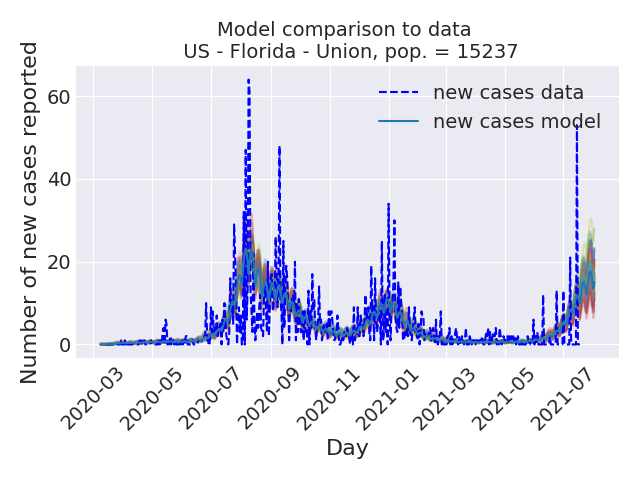 Model comparison to data
US - Florida - Union, pop. = 15237
Number of new cases reported
60
40
20
0
new cases data
new cases model
2020-03
2020-05
2020-07
2020-09
2020-11
2021-01
2021-03
2021-05
2021-07
Day